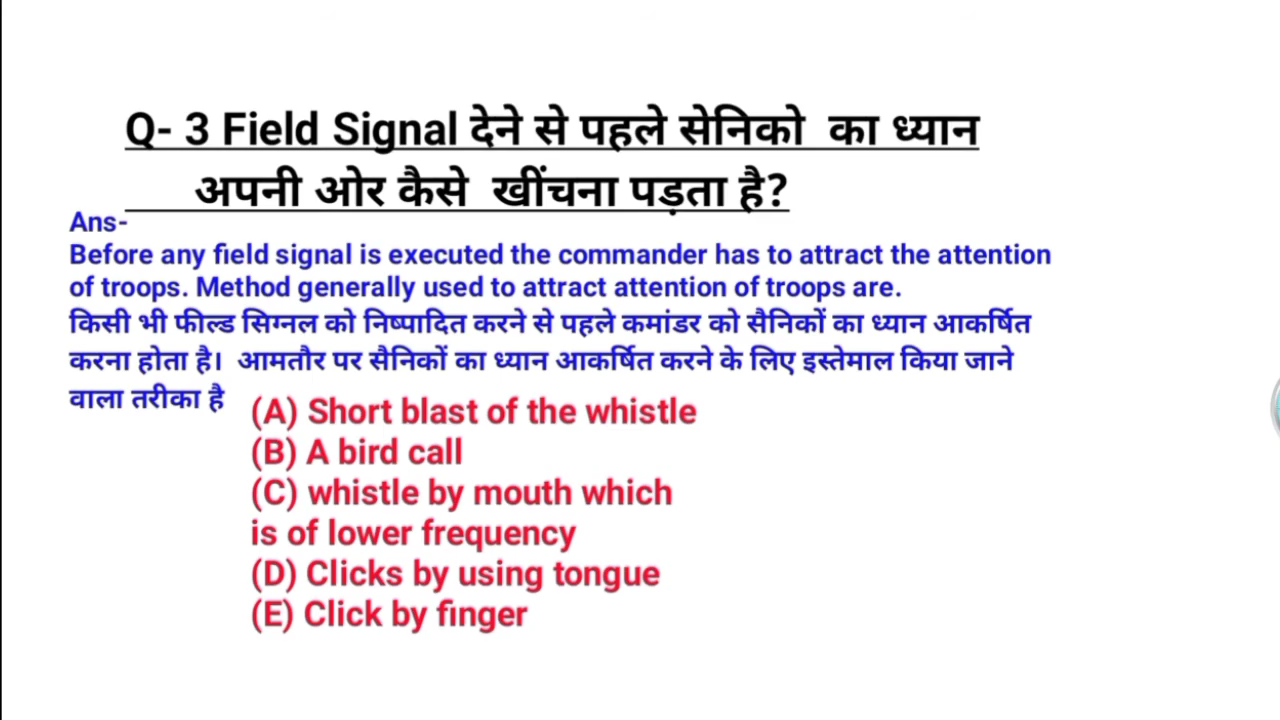 Q- 3 Field Signal देने से पहले सेनिको का ध्यान
अपनी ओर कैसे खींचना पड़ता है?
Ans-
Before any field signal is executed the commander has to attract the attention
of troops. Method generally used to attract attention of troops are.
किसी भी फील्ड सिग्नल को निष्पादित करने से पहले कमांडर को सैनिकों का ध्यान आकर्षित
करना होता है। आमतौर पर सैनिकों का ध्यान आकर्षित करने के लिए इस्तेमाल किया जाने
वाला तरीका है
(A) Short blast of the whistle
(B) A bird call
(C) whistle by mouth which
is of lower frequency
(D) Clicks by using tongue
(E) Click by finger